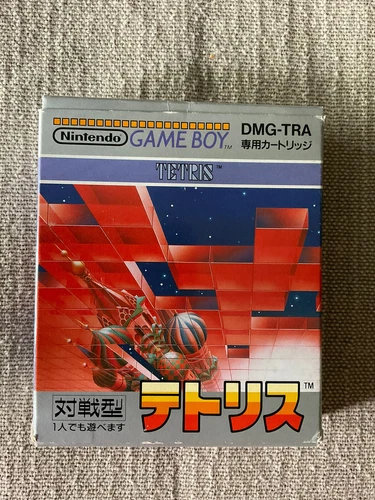 Nintendo GAME BOY™ DMG-TRA
専用カートリッジ
TETRIS™
対戦型
1人でも遊べます
テトリス™